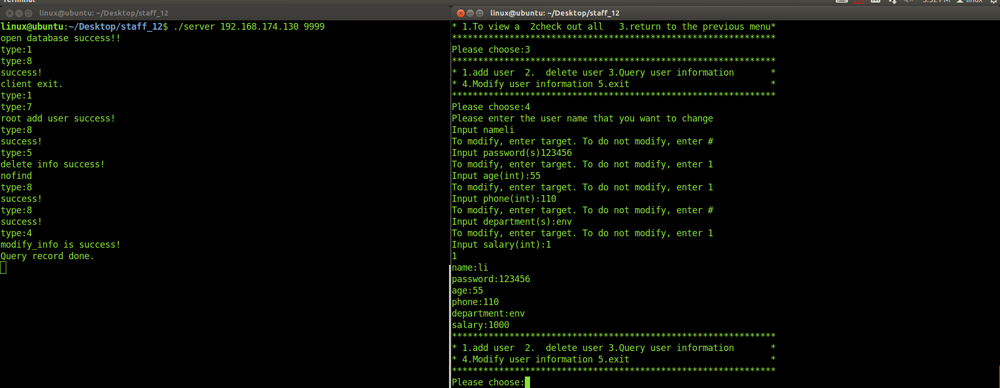 Terminal
5:52 PM linux
linux@ubuntu: ~/Desktop/staff_12
linux@ubuntu:~/Desktop/staff_12$ ./server 192.168.174.130 9999
open database success!!
type:1
type:8
success!
client exit.
type:1
type:7
root add user success!
type:8
success!
type:5
delete info success!
nofind
type:8
success!
type:8
success!
type:4
modify_info is success!
Query record done.
linux@ubuntu: ~/Desktop/staff_12
* 1.To view a  2check out all   3.return to the previous menu*
**************************************************************
Please choose:3
**************************************************************
* 1.add user  2.  delete user 3.Query user information       *
* 4.Modify user information 5.exit                           *
**************************************************************
Please choose:4
Please enter the user name that you want to change
Input nameli
To modify, enter target. To do not modify, enter #
Input password(s)123456
To modify, enter target. To do not modify, enter 1
Input age(int):55
To modify, enter target. To do not modify, enter 1
Input phone(int):110
To modify, enter target. To do not modify, enter #
Input department(s):env
To modify, enter target. To do not modify, enter 1
Input salary(int):1
1
name:li
password:123456
age:55
phone:110
department:env
salary:1000
**************************************************************
* 1.add user  2.  delete user 3.Query user information       *
* 4.Modify user information 5.exit                           *
**************************************************************
Please choose: